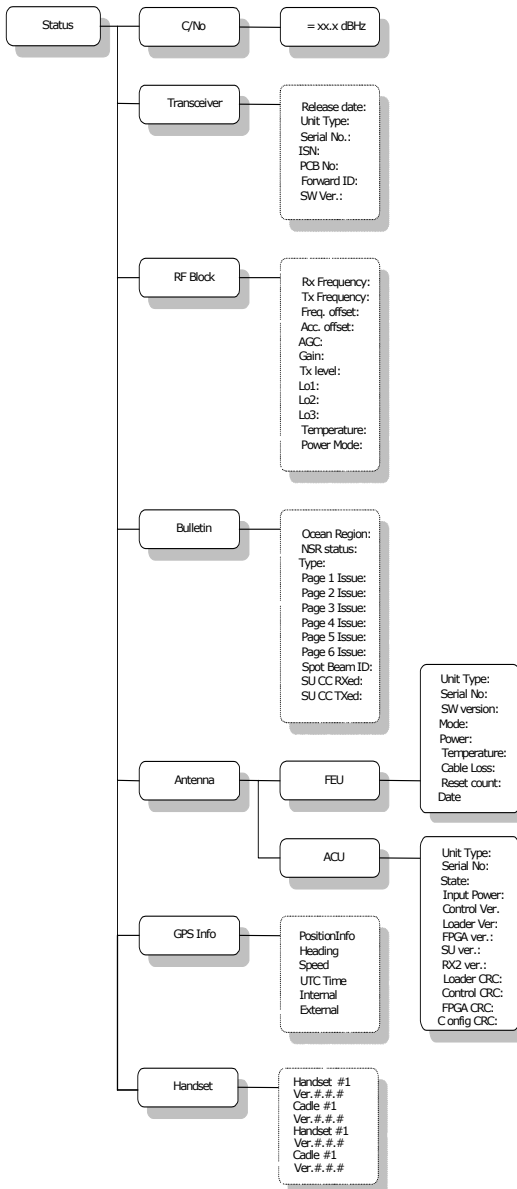 Status
C/No
= xx.x dBHz
Transceiver
Release date:
Unit Type:
Serial No.:
ISN:
PCB No:
Forward ID:
SW Ver.:
RF Block
Rx Frequency:
Tx Frequency:
Freq. offset:
Acc. offset:
AGC:
Gain:
Tx level:
Lo1:
Lo2:
Lo3:
Temperature:
Power Mode:
Bulletin
Ocean Region:
NSR status:
Type:
Page 1 Issue:
Page 2 Issue:
Page 3 Issue:
Page 4 Issue:
Page 5 Issue:
Page 6 Issue:
Spot Beam ID:
SU CC RXed:
SU CC TXed:
Antenna
FEU
Unit Type:
Serial No:
SW version:
Mode:
Power:
Temperature:
Cable Loss:
Reset count:
Date
ACU
Unit Type:
Serial No:
State:
Input Power:
Control Ver.
Loader Ver:
FPGA ver.:
SU ver.:
RX2 ver.:
Loader CRC:
Control CRC:
FPGA CRC:
C onfig CRC:
GPS Info
PositionInfo
Heading
Speed
UTC Time
Internal
External
Handset
Handset #1
Ver.#.#.#
Cadle #1
Ver.#.#.#
Handset #1
Ver.#.#.#
Cadle #1
Ver.#.#.#